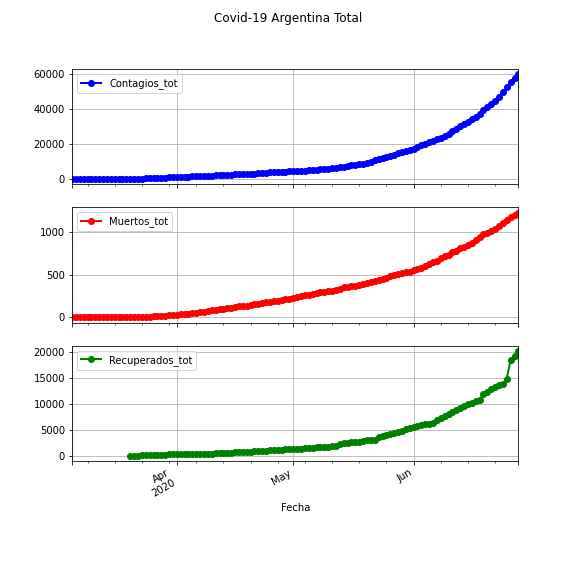 Covid-19 Argentina Total
60000
40000
20000
0
Contagios_tot
1000
500
0
Muertos_tot
20000
15000
10000
5000
0
Recuperados_tot
Apr
2020
May
Jun
Fecha